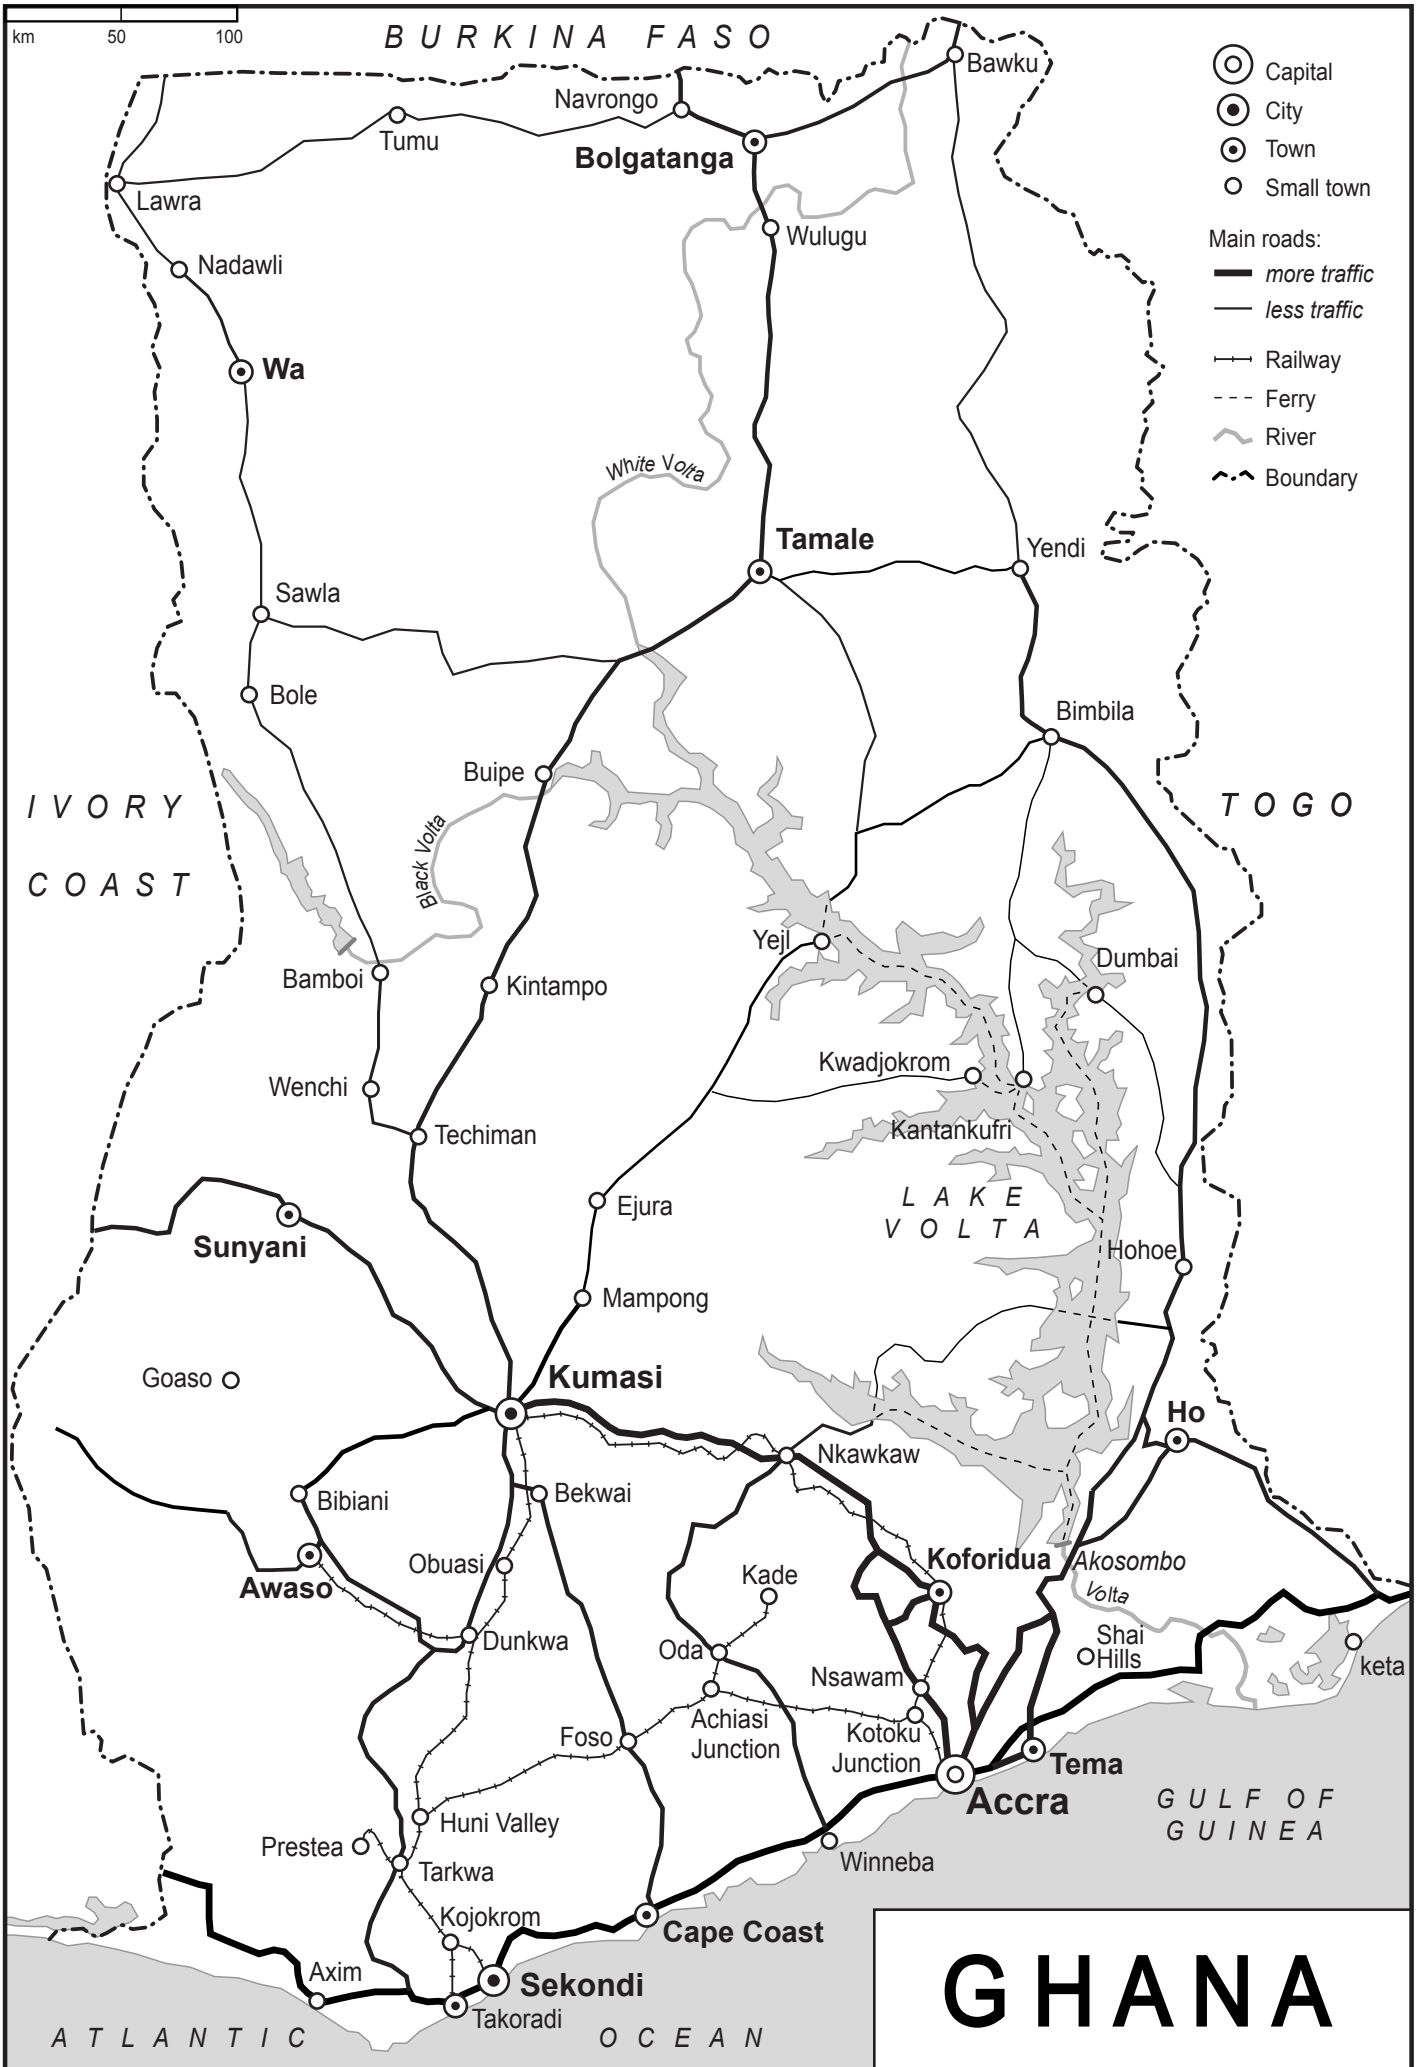 km 50 100
BURKINA FASO
Bawku
Capital
City
Town
Small town
Main roads:
more traffic
less traffic
Railway
Ferry
River
Boundary
Navrongo
Tumu
Bolgatanga
Lawra
Wulugu
Nadawli
Wa
White Volta
Tamale
Yendi
Sawla
Bole
Bimbila
Buipe
IVORY
COAST
TOGO
Black Volta
Yejl
Dumbai
Bamboi
Kintampo
Kwadjokrom
Wenchi
Techiman
Kantankufri
Ejura
LAKE
VOLTA
Sunyani
Hohoe
Mampong
Goaso
Kumasi
Ho
Nkawkaw
Bibiani
Bekwai
Obuasi
Koforidua
Akosombo
Awaso
Kade
Volta
Dunkwa
Oda
Shai
Hills
keta
Nsawam
Achiasi
Junction
Kotoku
Junction
Foso
Tema
Accra
GULF OF
GUINEA
Huni Valley
Prestea
Tarkwa
Winneba
Kojokrom
Cape Coast
Axim
Sekondi
Takoradi
ATLANTIC OCEAN
GHANA